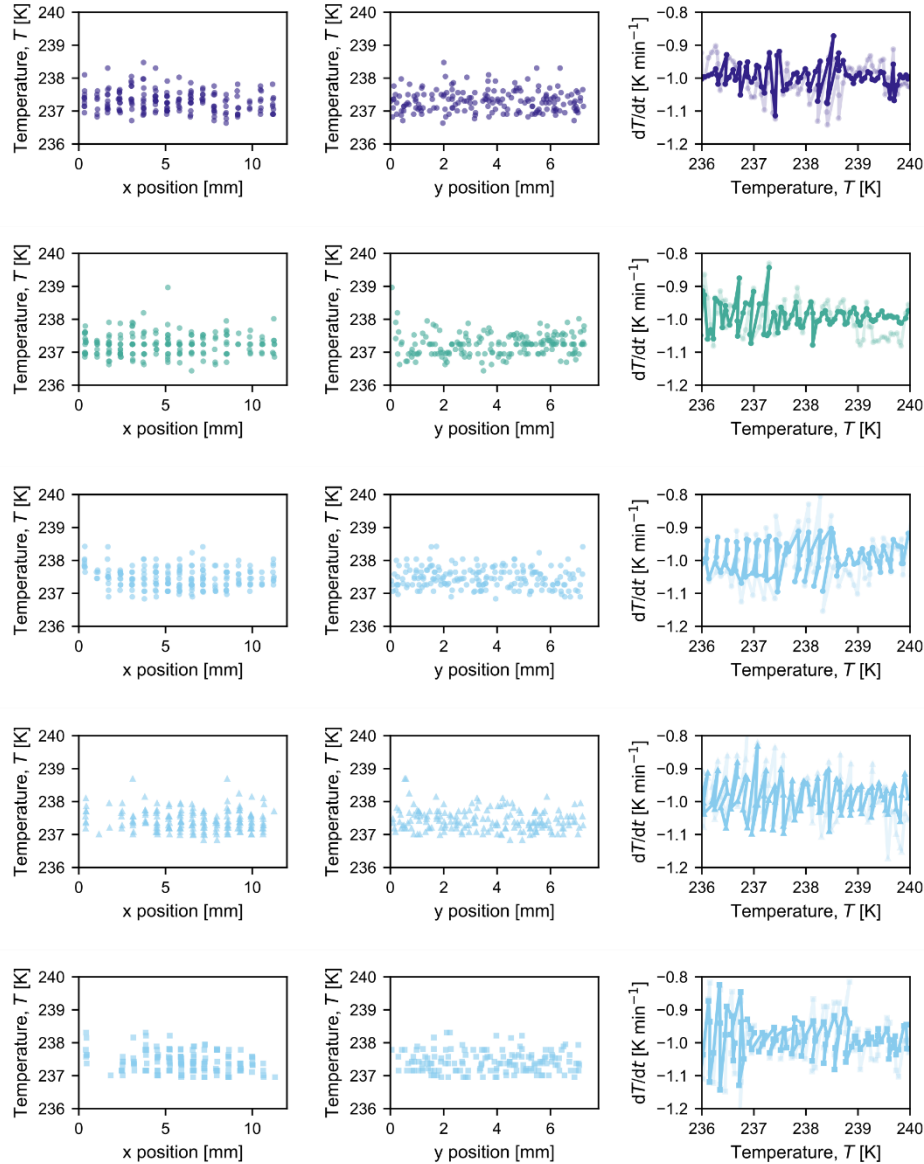 240
239
238
237
236
0 5 10
Temperature, T [K]
x position [mm]
240
239
238
237
236
0 2 4 6
Temperature, T [K]
y position [mm]
−0.8
−0.9
−1.0
−1.1
−1.2
236 237 238 239 240
dT/dt [K min−1]
Temperature, T [K]
240
239
238
237
236
0 5 10
Temperature, T [K]
x position [mm]
240
239
238
237
236
0 2 4 6
Temperature, T [K]
y position [mm]
−0.8
−0.9
−1.0
−1.1
−1.2
236 237 238 239 240
dT/dt [K min−1]
Temperature, T [K]
240
239
238
237
236
0 5 10
Temperature, T [K]
x position [mm]
240
239
238
237
236
0 2 4 6
Temperature, T [K]
y position [mm]
−0.8
−0.9
−1.0
−1.1
−1.2
236 237 238 239 240
dT/dt [K min−1]
Temperature, T [K]
240
239
238
237
236
0 5 10
Temperature, T [K]
x position [mm]
240
239
238
237
236
0 2 4 6
Temperature, T [K]
y position [mm]
−0.8
−0.9
−1.0
−1.1
−1.2
236 237 238 239 240
dT/dt [K min−1]
Temperature, T [K]
240
239
238
237
236
0 5 10
Temperature, T [K]
x position [mm]
240
239
238
237
236
0 2 4 6
Temperature, T [K]
y position [mm]
−0.8
−0.9
−1.0
−1.1
−1.2
236 237 238 239 240
dT/dt [K min−1]
Temperature, T [K]